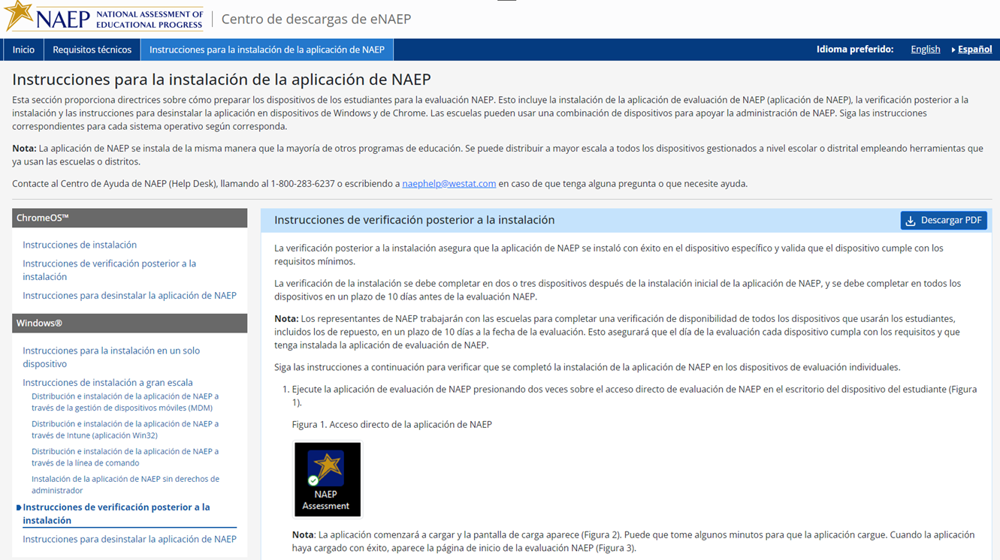 NAEP NATIONAL ASSESSMENT OF
EDUCATIONAL PROGRESS
Centro de descargas de eNAEP
Inicio
Requisitos técnicos
Instrucciones para la instalación de la aplicación de NAEP
Idioma preferido:
English
Español
Instrucciones para la instalación de la aplicación de NAEP
Esta sección proporciona directrices sobre cómo preparar los dispositivos de los estudiantes para la evaluación NAEP. Esto incluye la instalación de la aplicación de evaluación de NAEP (aplicación de NAEP), la verificación posterior a la
instalación y las instrucciones para desinstalar la aplicación en dispositivos de Windows y de Chrome. Las escuelas pueden usar una combinación de dispositivos para apoyar la administración de NAEP. Siga las instrucciones
correspondientes para cada sistema operativo según corresponda.
Nota: La aplicación de NAEP se instala de la misma manera que la mayoría de otros programas de educación. Se puede distribuir a mayor escala a todos los dispositivos gestionados a nivel escolar o distrital empleando herramientas que
ya usan las escuelas o distritos.
Contacte al Centro de Ayuda de NAEP (Help Desk), llamando al 1-800-283-6237 o escribiendo a naephelp@westat.com en caso de que tenga alguna pregunta o que necesite ayuda.
ChromeOS™
Instrucciones de instalación
Instrucciones de verificación posterior a la
instalación
Instrucciones para desinstalar la aplicación de NAEP
Windows®
Instrucciones para la instalación en un solo
dispositivo
Instrucciones de instalación a gran escala
Distribución e instalación de la aplicación de NAEP a
través de la gestión de dispositivos móviles (MDM)
Distribución e instalación de la aplicación de NAEP a
través de Intune (aplicación Win32)
Distribución e instalación de la aplicación de NAEP a
través de la línea de comando
Instalación de la aplicación de NAEP sin derechos de
administrador
Instrucciones de verificación posterior a la
instalación
Instrucciones para desinstalar la aplicación de NAEP
Instrucciones de verificación posterior a la instalación
Descargar PDF
La verificación posterior a la instalación asegura que la aplicación de NAEP se instaló con éxito en el dispositivo específico y valida que el dispositivo cumple con los
requisitos mínimos.
La verificación de la instalación se debe completar en dos o tres dispositivos después de la instalación inicial de la aplicación de NAEP, y se debe completar en todos los
dispositivos en un plazo de 10 días antes de la evaluación NAEP.
Nota: Los representantes de NAEP trabajarán con las escuelas para completar una verificación de disponibilidad de todos los dispositivos que usarán los estudiantes,
incluidos los de repuesto, en un plazo de 10 días a la fecha de la evaluación. Esto asegurará que el día de la evaluación cada dispositivo cumpla con los requisitos y que
tenga instalada la aplicación de evaluación de NAEP.
Siga las instrucciones a continuación para verificar que se completó la instalación de la aplicación de NAEP en los dispositivos de evaluación individuales.
1. Ejecute la aplicación de evaluación de NAEP presionando dos veces sobre el acceso directo de evaluación de NAEP en el escritorio del dispositivo del estudiante (Figura
1).
Figura 1. Acceso directo de la aplicación de NAEP
NAEP
Assessment
Nota: La aplicación comenzará a cargar y la pantalla de carga aparece (Figura 2). Puede que tome algunos minutos para que la aplicación cargue. Cuando la aplicación
haya cargado con éxito, aparece la página de inicio de la evaluación NAEP (Figura 3).